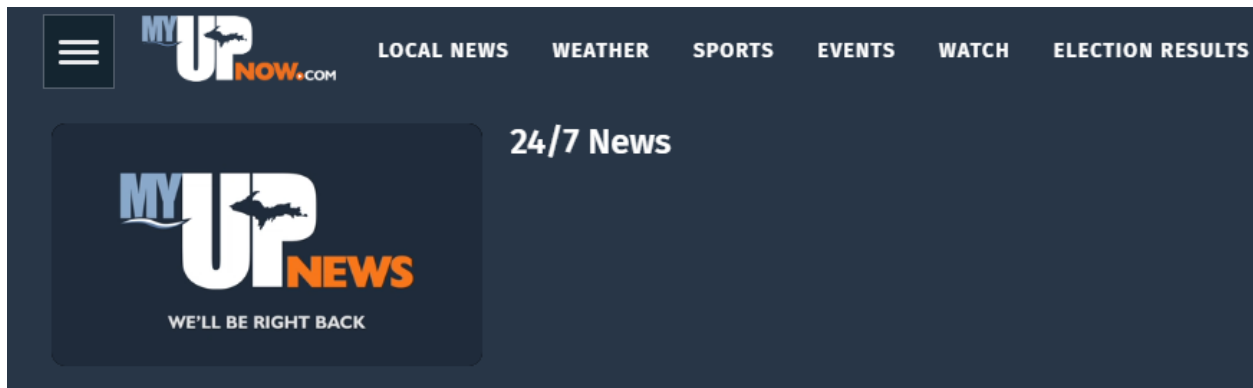 MY UP NOW.COM
LOCAL NEWS WEATHER SPORTS EVENTS WATCH ELECTION RESULTS
24/7 News
MY UP NEWS
WE'LL BE RIGHT BACK